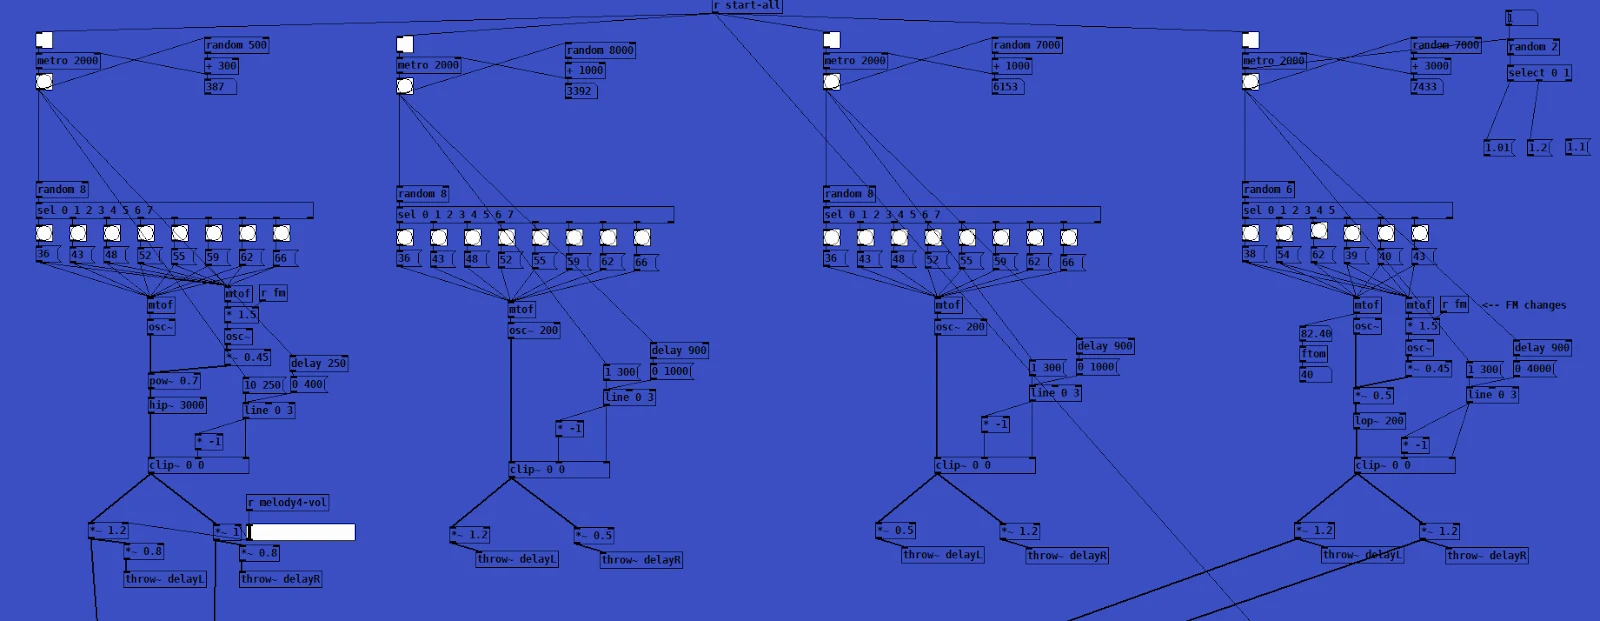 r start-all
metro 2000
random 500
+ 300
387
random 8
sel 0 1 2 3 4 5 6 7
36 43 48 52 55 59 62 66
mtof mtof r fm
osc~ * 1.5
osc~
*~ 0.45
pow~ 0.7
hip~ 3000
delay 250
10 250 0 400
line 0 3
* -1
clip~ 0 0
r melody4-vol
*~ 1.2 *~ 1
*~ 0.8 *~ 0.8
throw~ delayL throw~ delayR
metro 2000
random 8000
+ 1000
3392
random 8
sel 0 1 2 3 4 5 6 7
36 43 48 52 55 59 62 66
mtof
osc~ 200
delay 900
1 300 0 1000
line 0 3
* -1
clip~ 0 0
*~ 1.2 *~ 0.5
throw~ delayL throw~ delayR
metro 2000
random 7000
+ 1000
6153
random 8
sel 0 1 2 3 4 5 6 7
36 43 48 52 55 59 62 66
mtof
osc~ 200
delay 900
1 300 0 1000
line 0 3
* -1
clip~ 0 0
*~ 0.5 *~ 1.2
throw~ delayL throw~ delayR
metro 2000
random 7000
+ 3000
7433
random 6
sel 0 1 2 3 4 5
38 54 62 39 40 43
mtof mtof r fm <-- FM changes
osc~ * 1.5
82.40
ftom
40
osc~
*~ 0.45
*~ 0.5
lop~ 200
delay 900
1 300 0 4000
line 0 3
* -1
clip~ 0 0
*~ 1.2 *~ 1.2
throw~ delayL throw~ delayR
random 2
select 0 1
1.01 1.2 1.1